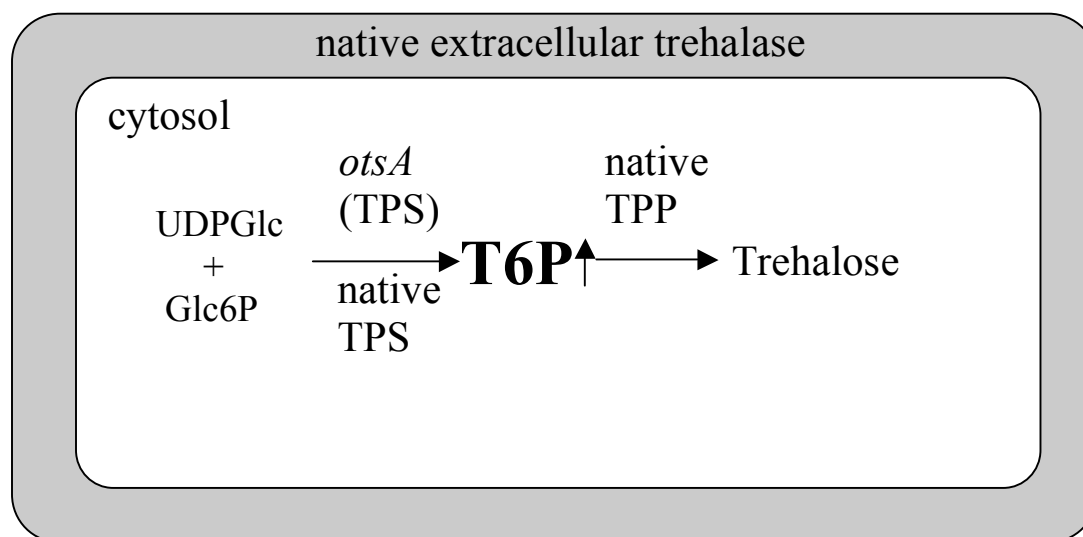 native extracellular trehalase
cytosol
otsA
(TPS)
native
TPP
UDPGlc
+
Glc6P
T6P
Trehalose
native
TPS